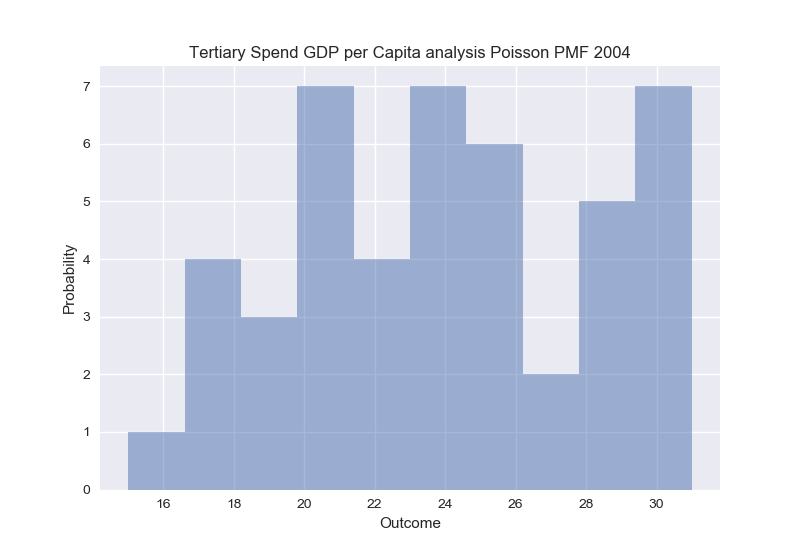 Tertiary Spend GDP per Capita analysis Poisson PMF 2004
7
6
5
4
3
2
1
0
Probability
16 18 20 22 24 26 28 30
Outcome